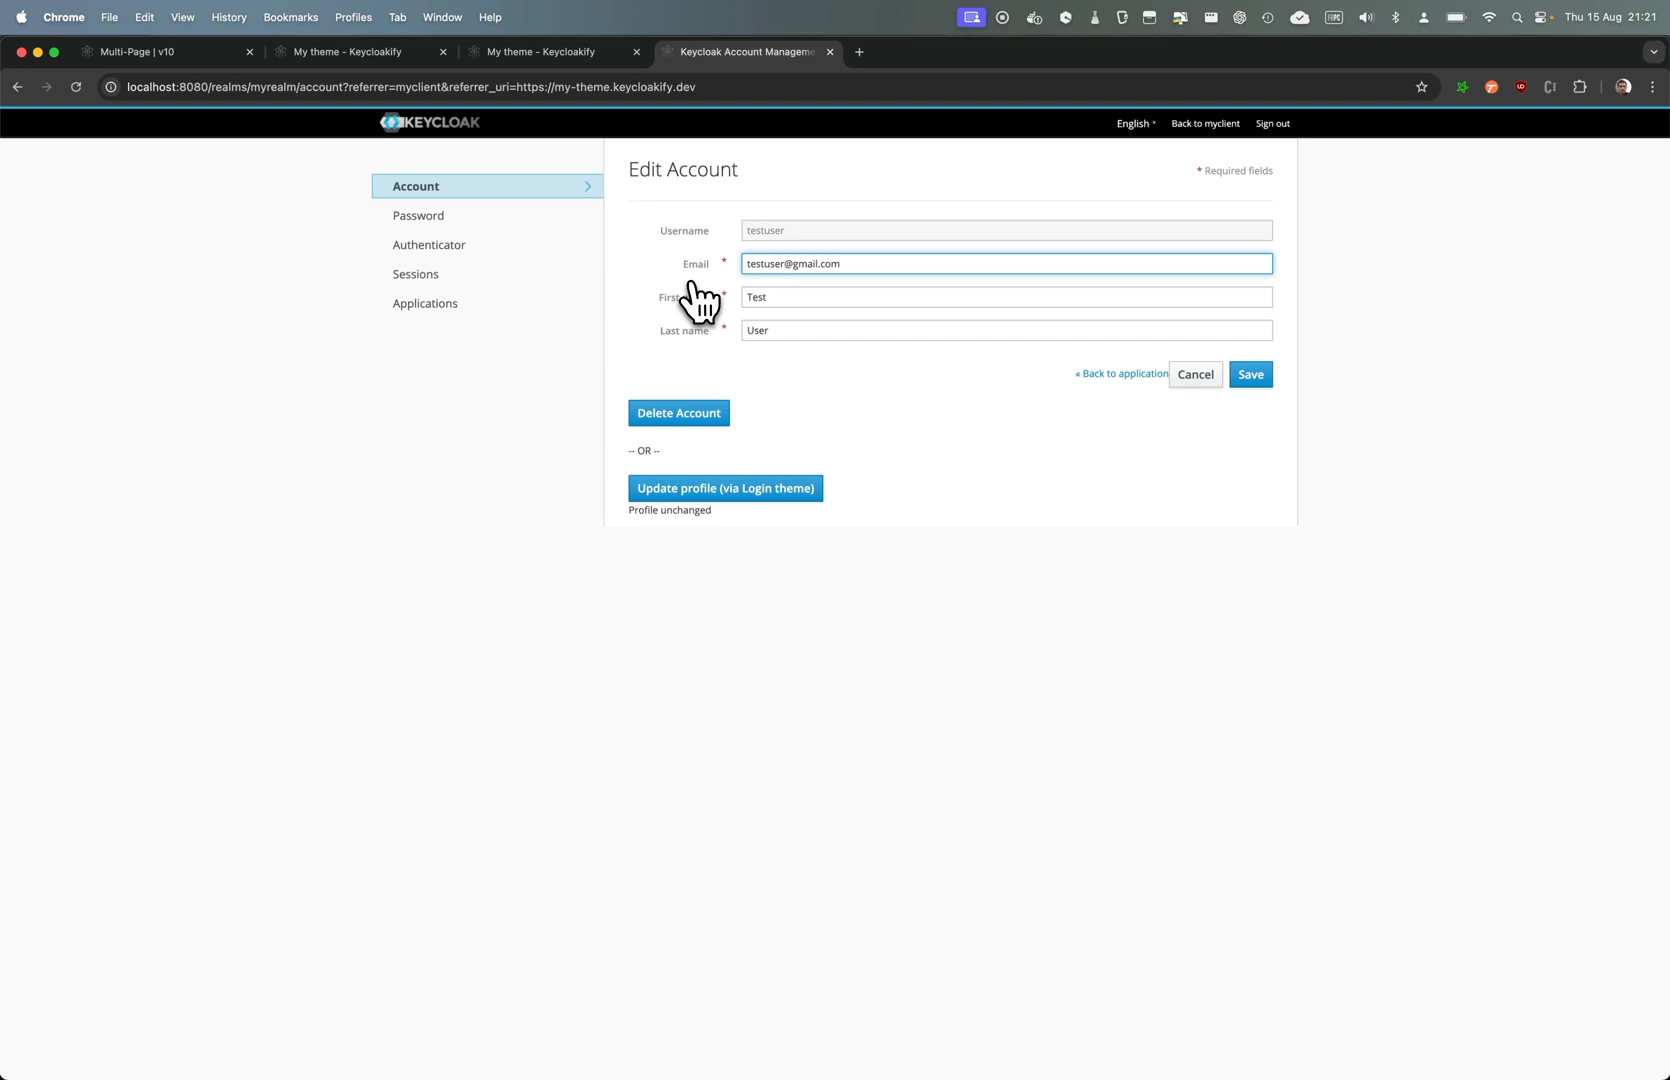 Chrome File Edit View History Bookmarks Profiles Tab Window Help Thu 15 Aug 21:21
Multi-Page | v10 My theme - Keycloakify My theme - Keycloakify Keycloak Account Manageme
localhost:8080/realms/myrealm/account?referrer=myclient&referrer_uri=https://my-theme.keycloakify.dev
KEYCLOAK English Back to myclient Sign out
Account
Password
Authenticator
Sessions
Applications
Edit Account * Required fields
Username testuser
Email * testuser@gmail.com
First * Test
Last name * User
« Back to application Cancel Save
Delete Account
-- OR --
Update profile (via Login theme)
Profile unchanged